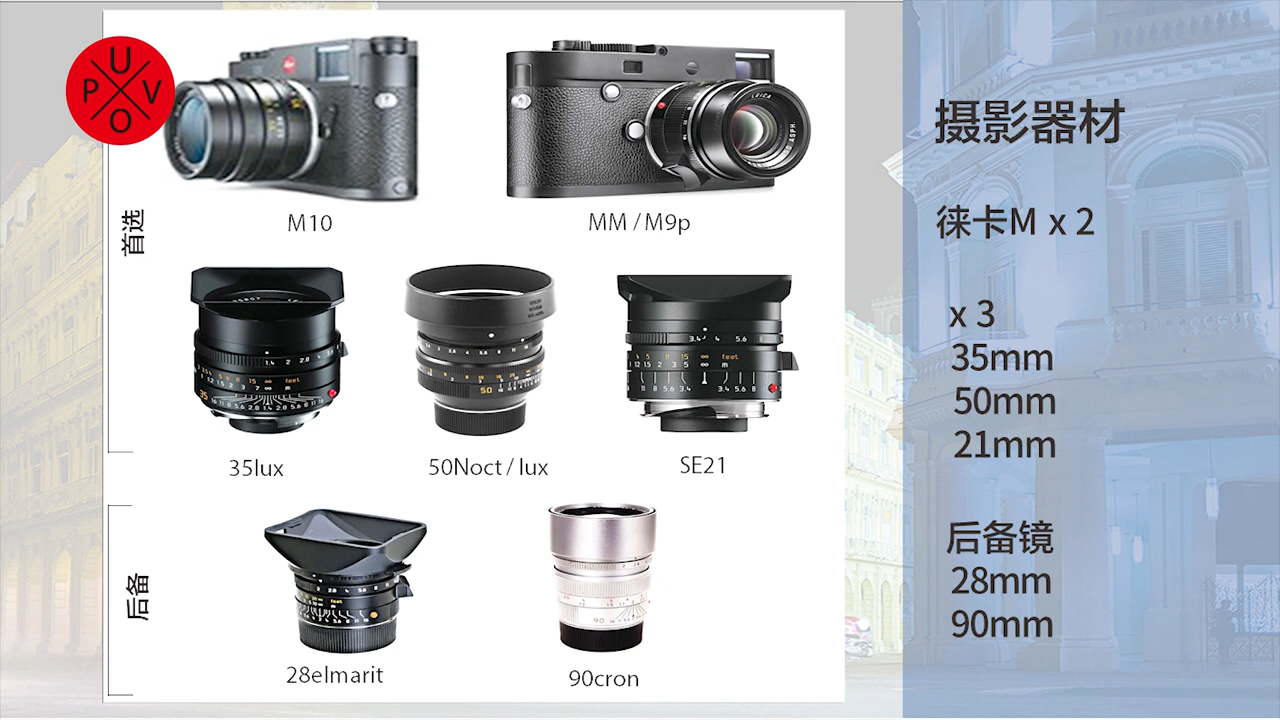 U
P V
O
首选
M10
MM / M9p
35lux
50Noct / lux
SE21
后备
28elmarit
90cron
摄影器材
徕卡M x 2
x 3
35mm
50mm
21mm
后备镜
28mm
90mm